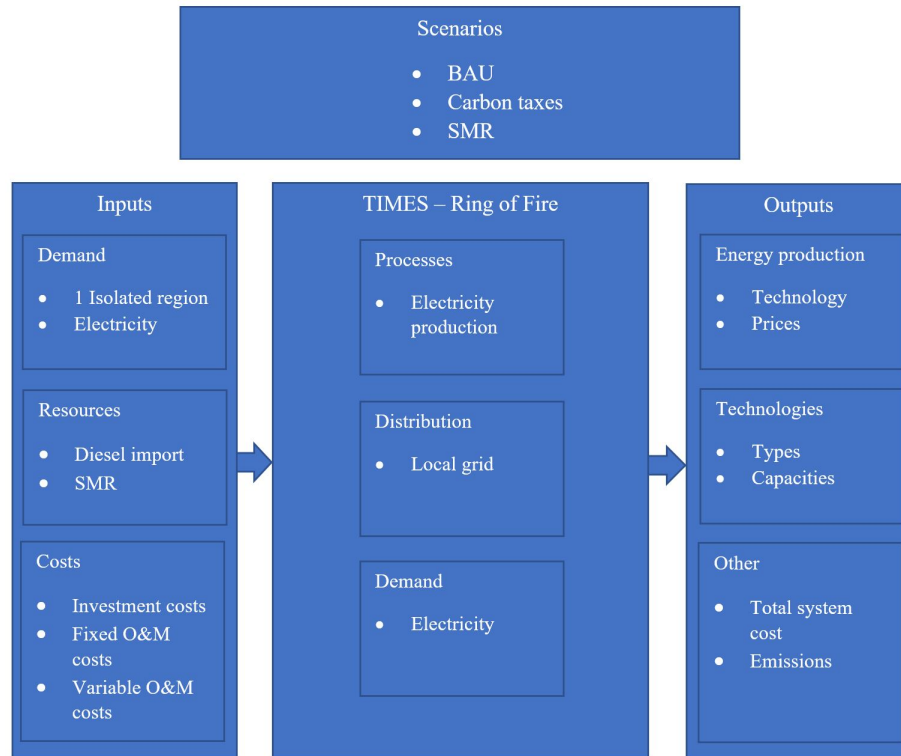 Scenarios
• BAU
• Carbon taxes
• SMR
Inputs
Demand
• 1 Isolated region
• Electricity
Resources
• Diesel import
• SMR
Costs
• Investment costs
• Fixed O&M
costs
• Variable O&M
costs
TIMES – Ring of Fire
Processes
• Electricity
production
Distribution
• Local grid
Demand
• Electricity
Outputs
Energy production
• Technology
• Prices
Technologies
• Types
• Capacities
Other
• Total system
cost
• Emissions